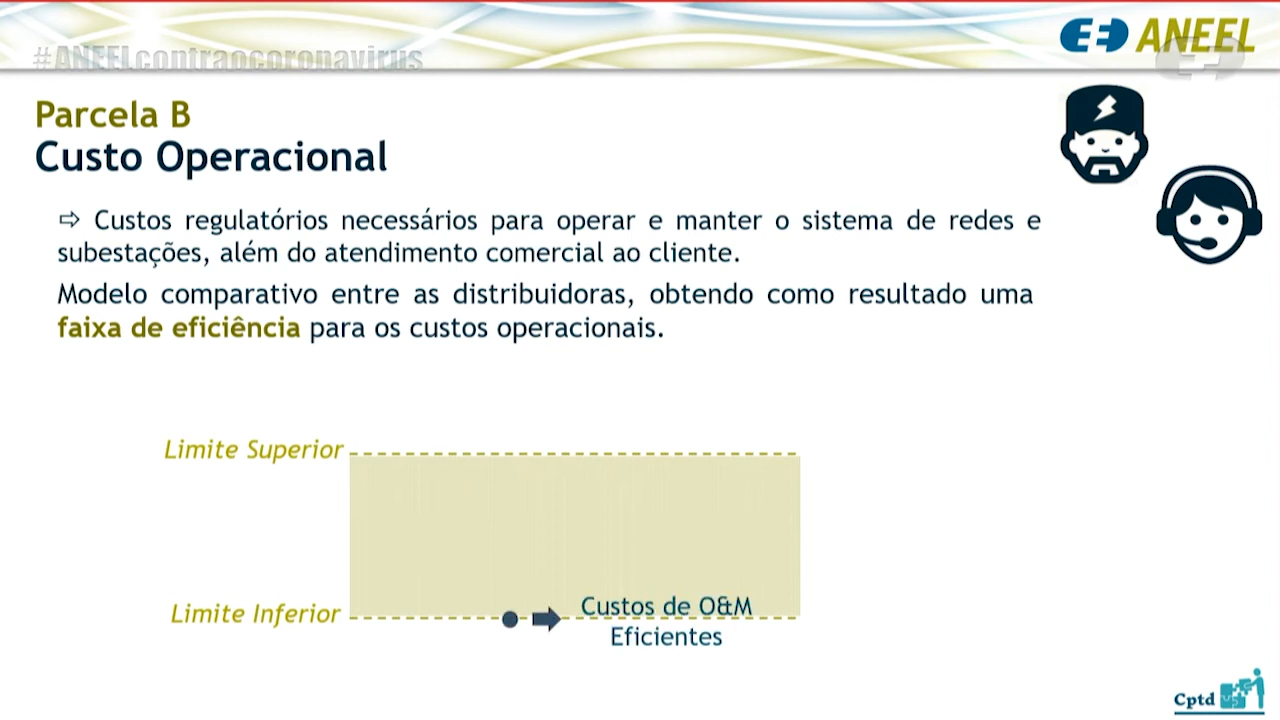 #ANEELcontraocoronavirus
ANEEL
Parcela B
Custo Operacional
⇨ Custos regulatórios necessários para operar e manter o sistema de redes e
subestações, além do atendimento comercial ao cliente.
Modelo comparativo entre as distribuidoras, obtendo como resultado uma
faixa de eficiência para os custos operacionais.
Limite Superior
Limite Inferior
Custos de O&M
Eficientes
Cptd